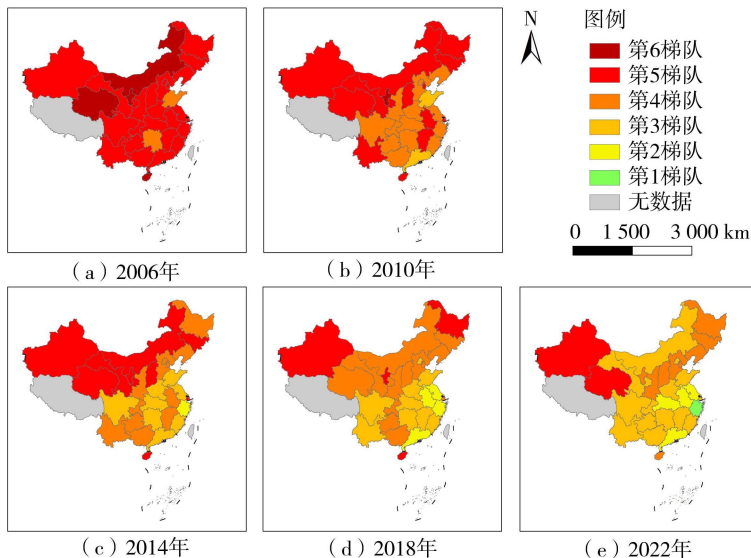 N
图例
第6梯队
第5梯队
第4梯队
第3梯队
第2梯队
第1梯队
无数据
0 1 500 3 000 km
（a）2006年
（b）2010年
（c）2014年
（d）2018年
（e）2022年